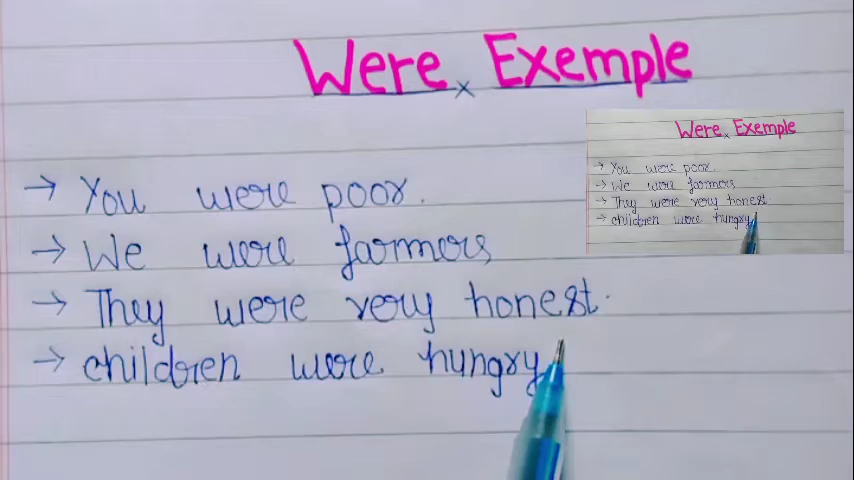 Were Exemple
→ You were poor.
→ We were farmers
→ They were very honest.
→ children were hungry
Were Exemple
→ You were poor.
→ We were farmers
→ They were very honest.
→ children were hungry